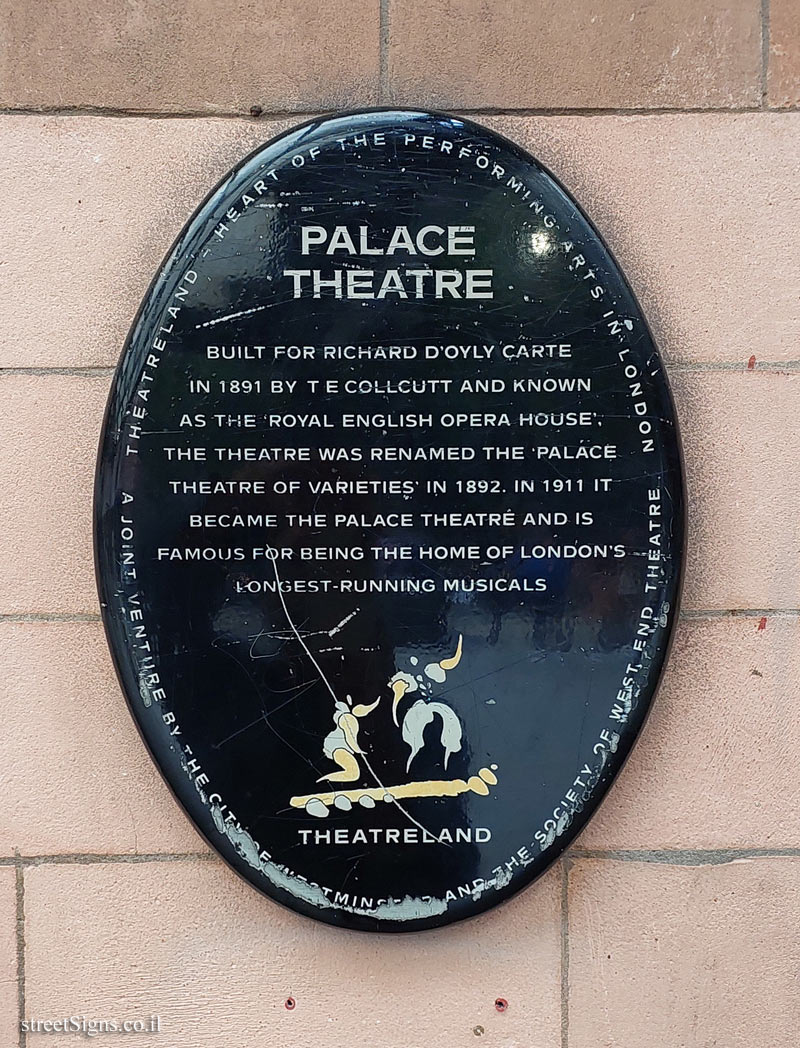 THEATRELAND - HEART OF THE PERFORMING ARTS IN LONDON
PALACE
THEATRE
BUILT FOR RICHARD D'OYLY CARTE
IN 1891 BY T E COLLCUTT AND KNOWN
AS THE 'ROYAL ENGLISH OPERA HOUSE',
THE THEATRE WAS RENAMED THE 'PALACE
THEATRE OF VARIETIES' IN 1892. IN 1911 IT
BECAME THE PALACE THEATRE AND IS
FAMOUS FOR BEING THE HOME OF LONDON'S
LONGEST-RUNNING MUSICALS
THEATRELAND
A JOINT VENTURE BY THE CITY OF WESTMINSTER AND THE SOCIETY OF WEST END THEATRE
streetSigns.co.il